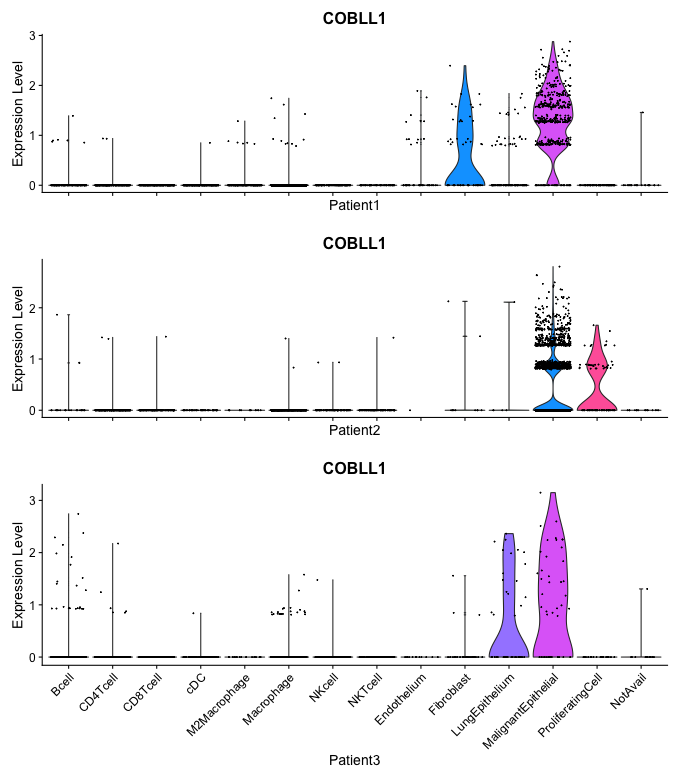 COBLL1
Expression Level
3
2
1
0
Patient1
COBLL1
Expression Level
2
1
0
Patient2
COBLL1
Expression Level
3
2
1
0
Bcell
CD4Tcell
CD8Tcell
cDC
M2Macrophage
Macrophage
NKcell
NKTcell
Endothelium
Fibroblast
LungEpithelium
MalignantEpithelial
ProliferatingCell
NotAvail
Patient3